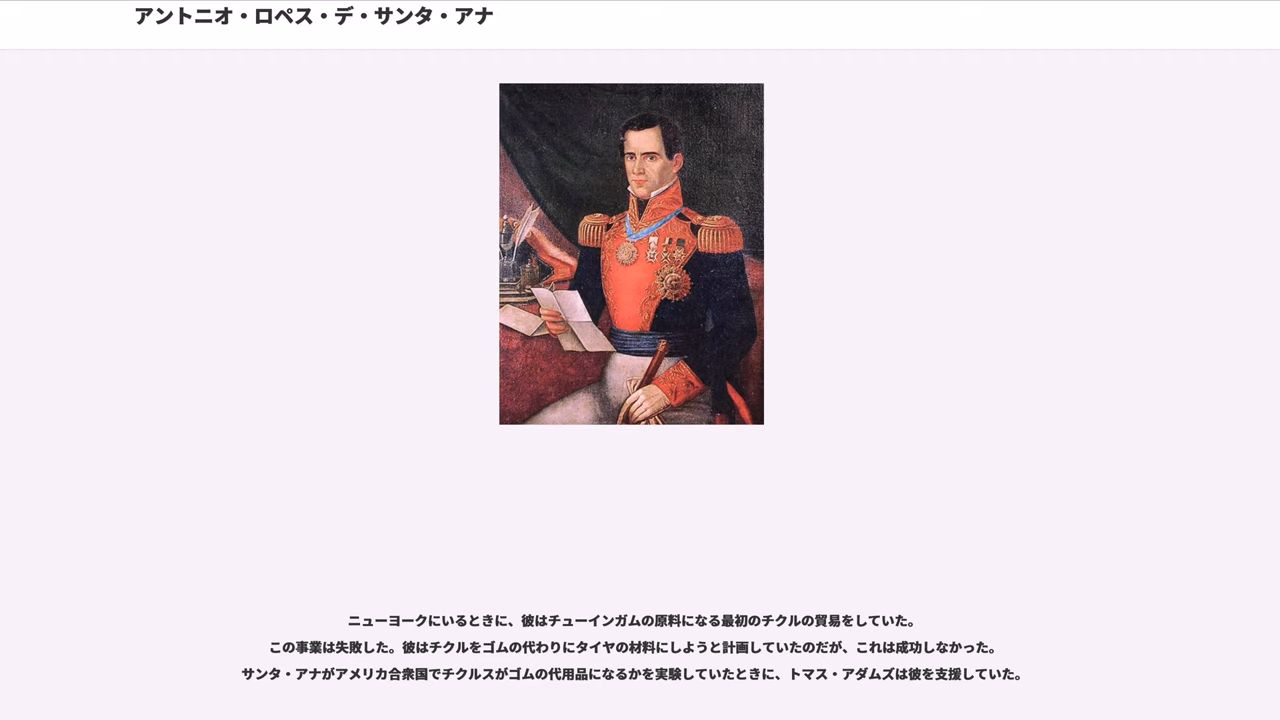 アントニオ・ロペス・デ・サンタ・アナ
ニューヨークにいるときに、彼はチューインガムの原料になる最初のチクルの貿易をしていた。
この事業は失敗した。彼はチクルをゴムの代わりにタイヤの材料にしようと計画していたのだが、これは成功しなかった。
サンタ・アナがアメリカ合衆国でチクルスがゴムの代用品になるかを実験していたときに、トマス・アダムズは彼を支援していた。